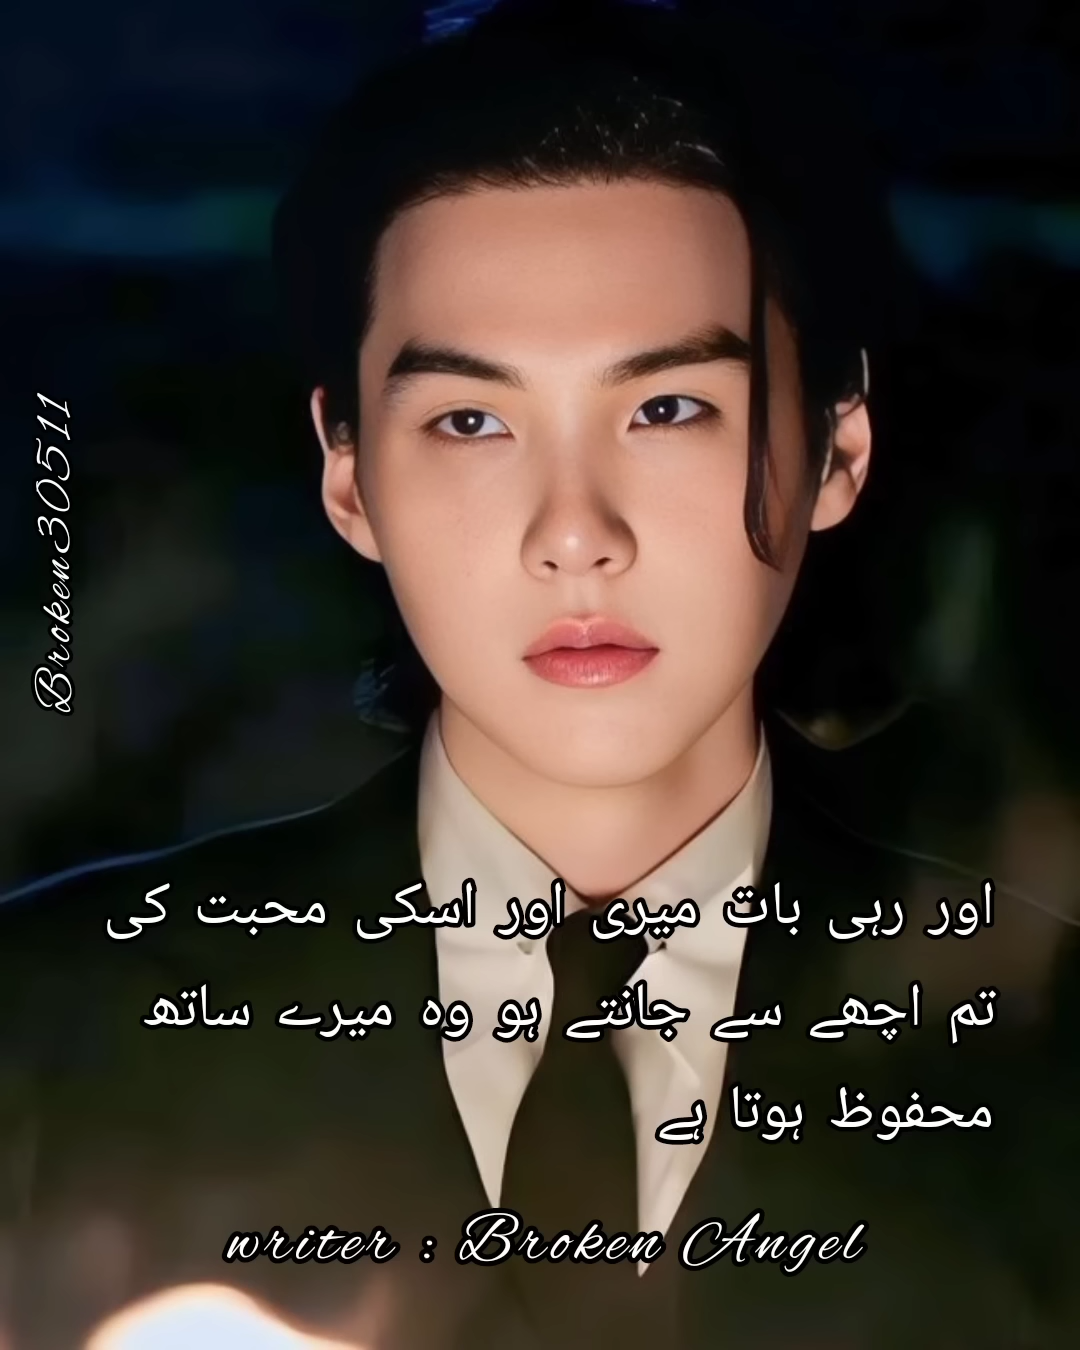 Broken30511
اور رہی بات میری اور اسکی محبت کی
تم اچھے سے جانتے ہو وہ میرے ساتھ
محفوظ ہوتا ہے
writer : Broken Angel